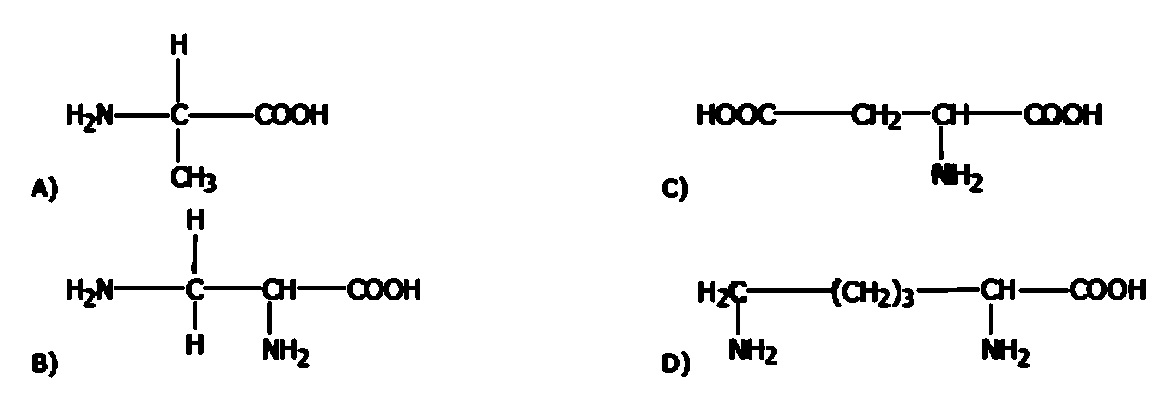 H
H₂N C COOH
CH₃
A)
H
H₂N C CH COOH
H NH₂
B)
HOOC CH₂ CH COOH
NH₂
C)
H₂C (CH₂)₃ CH COOH
NH₂ NH₂
D)